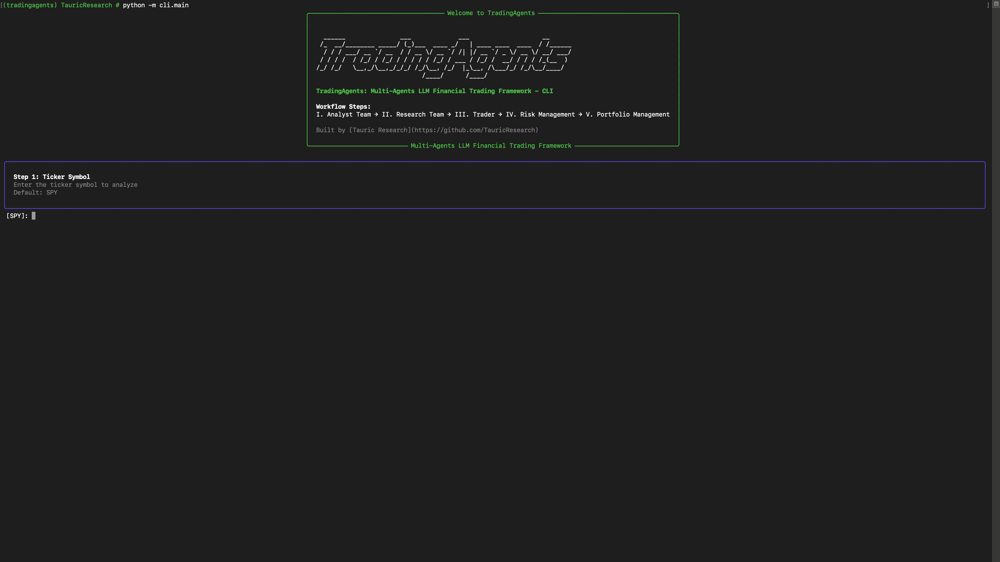 [(tradingagents) TauricResearch # python -m cli.main ]
Welcome to TradingAgents
TradingAgents
TradingAgents: Multi-Agents LLM Financial Trading Framework - CLI
Workflow Steps:
I. Analyst Team → II. Research Team → III. Trader → IV. Risk Management → V. Portfolio Management
Built by [Tauric Research](https://github.com/TauricResearch)
Multi-Agents LLM Financial Trading Framework
Step 1: Ticker Symbol
Enter the ticker symbol to analyze
Default: SPY
[SPY]: